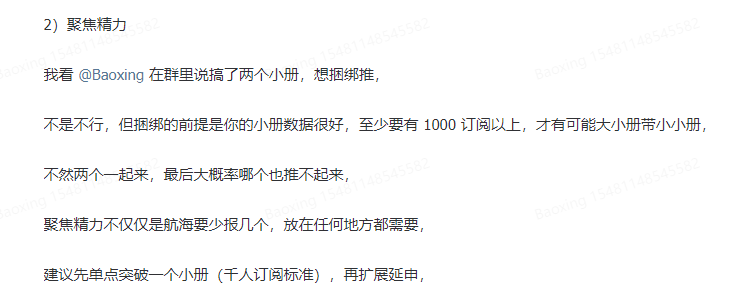 2）聚焦精力
我看 @Baoxing 在群里说搞了两个小册，想捆绑推，
不是不行，但捆绑的前提是你的小册数据很好，至少要有 1000 订阅以上，才有可能大小册带小小册，
不然两个一起来，最后大概率哪个也推不起来，
聚焦精力不仅仅是航海要少报几个，放在任何地方都需要，
建议先单点突破一个小册（千人订阅标准），再扩展延申，